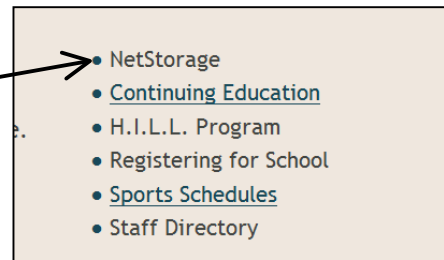 • NetStorage
• Continuing Education
• H.I.L.L. Program
e.
• Registering for School
• Sports Schedules
• Staff Directory